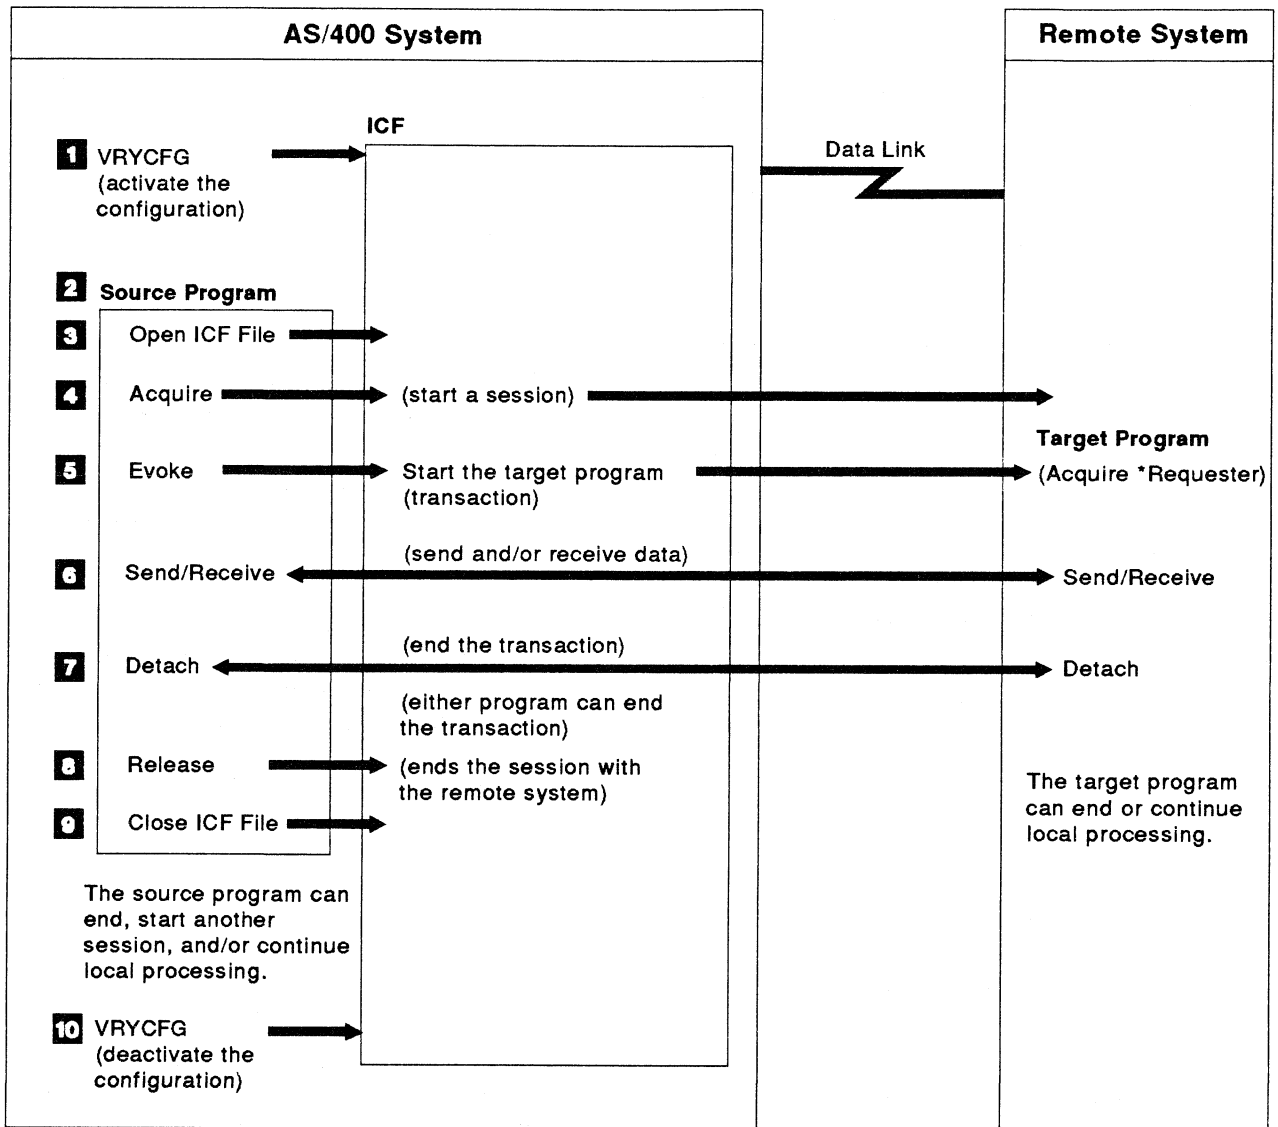 AS/400 System
Remote System
ICF
Data Link
1 VRYCFG
(activate the
configuration)
2 Source Program
3 Open ICF File
4 Acquire
(start a session)
Target Program
5 Evoke
Start the target program
(transaction)
(Acquire *Requester)
(send and/or receive data)
6 Send/Receive
Send/Receive
(end the transaction)
7 Detach
Detach
(either program can end
the transaction)
8 Release
(ends the session with
the remote system)
9 Close ICF File
The target program
can end or continue
local processing.
The source program can
end, start another
session, and/or continue
local processing.
10 VRYCFG
(deactivate the
configuration)